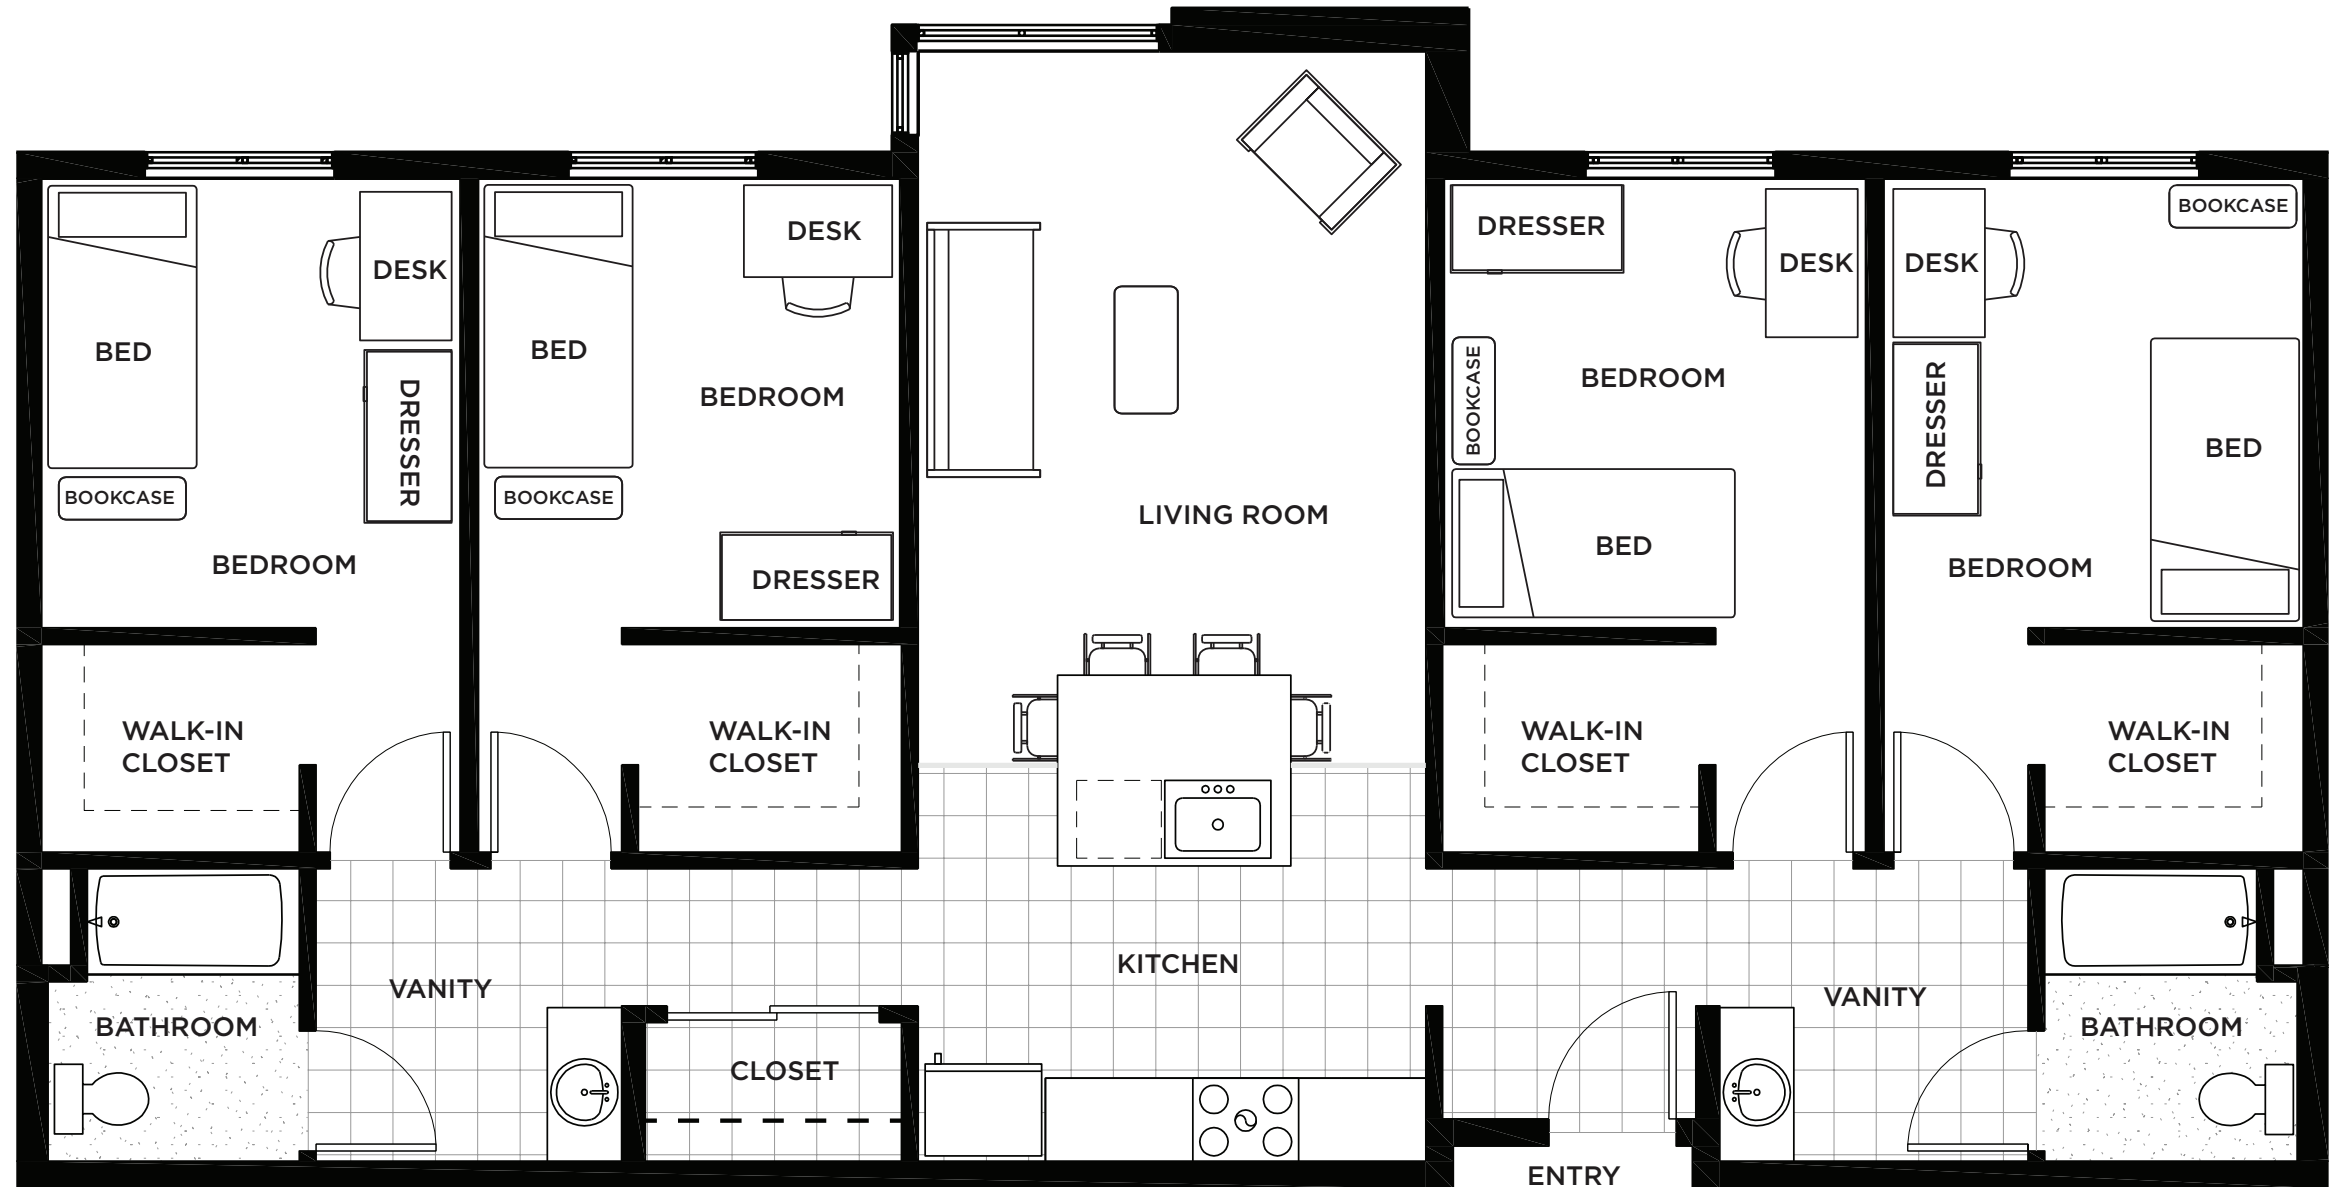 DESK
BED
DRESSER
BOOKCASE
BEDROOM
WALK-IN
CLOSET
DESK
BED
BEDROOM
BOOKCASE
DRESSER
WALK-IN
CLOSET
LIVING ROOM
DRESSER
DESK
BOOKCASE
BEDROOM
BED
WALK-IN
CLOSET
BOOKCASE
DESK
DRESSER
BED
BEDROOM
WALK-IN
CLOSET
BATHROOM
VANITY
CLOSET
KITCHEN
ENTRY
VANITY
BATHROOM